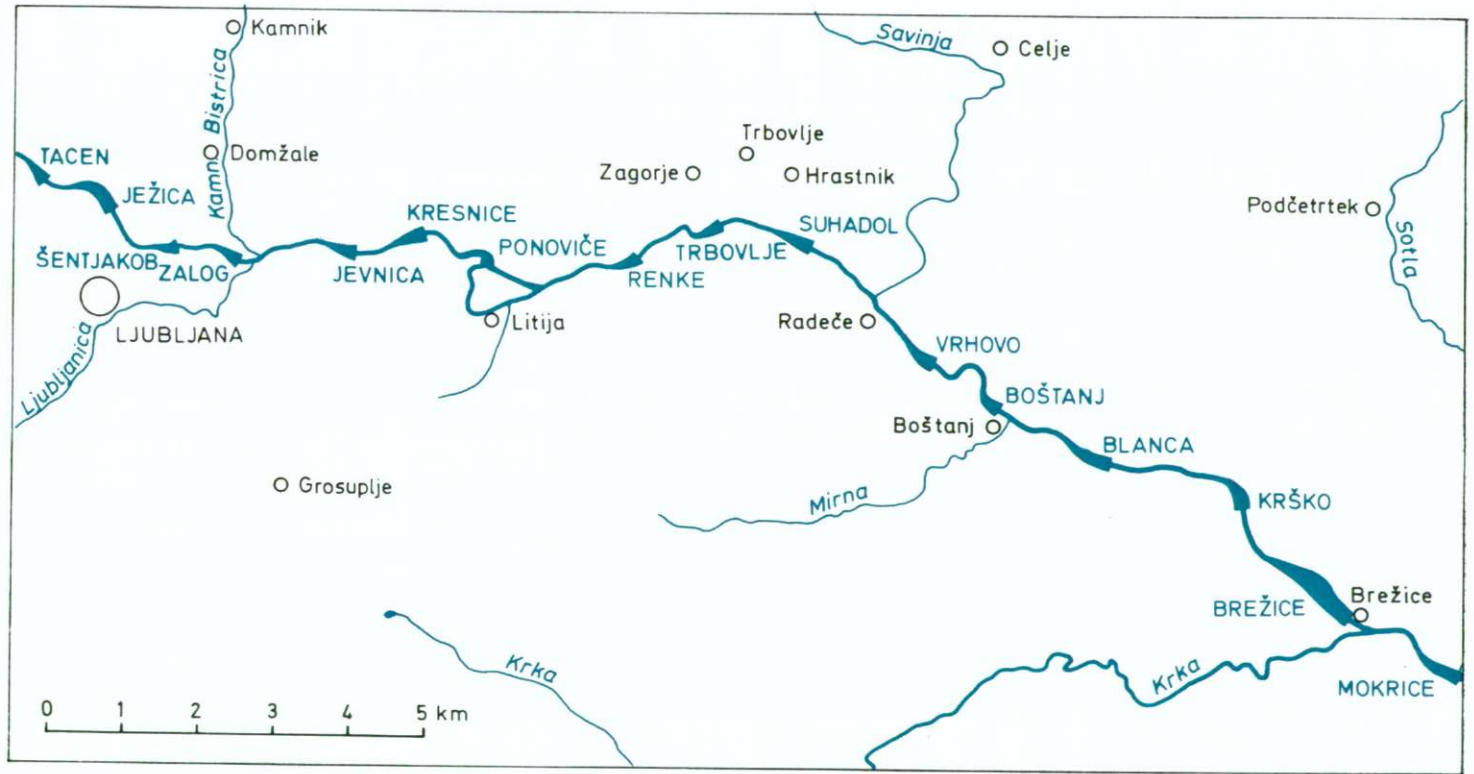 Kamnik
Savinja
Celje
Kamn. Bistrica
Trbovlje
TACEN
Domžale
Zagorje
Hrastnik
JEŽICA
KRESNICE
SUHADOL
Podčetrtek
PONOVIČE
TRBOVLJE
Sotla
ŠENTJAKOB
ZALOG
JEVNICA
RENKE
Litija
Radeče
LJUBLJANA
VRHOVO
Ljubljanica
BOŠTANJ
Boštanj
BLANCA
Grosuplje
Mirna
KRŠKO
BREŽICE
Brežice
Krka
Krka
MOKRICE
0 1 2 3 4 5 km